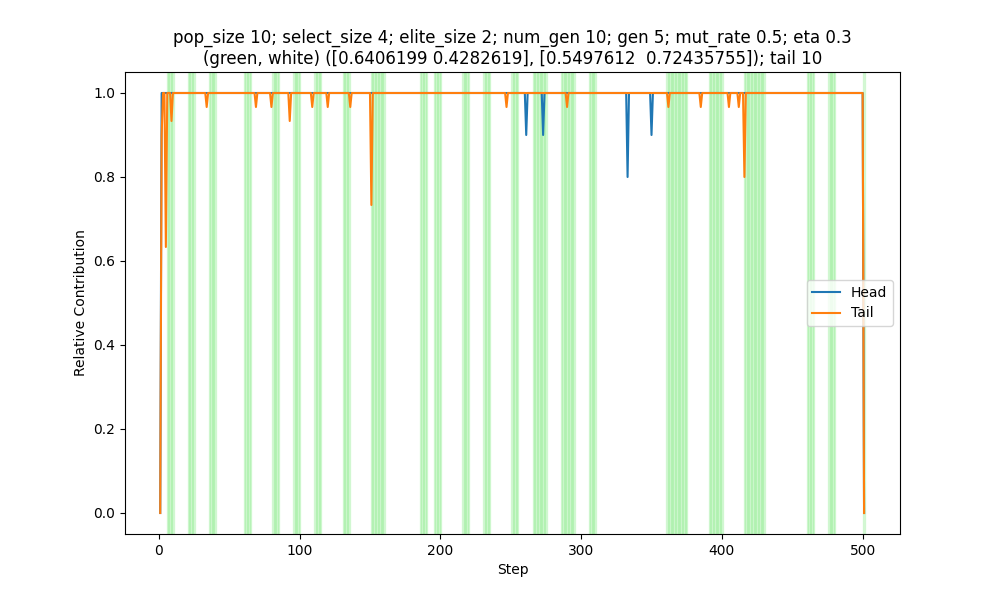 pop_size 10; select_size 4; elite_size 2; num_gen 10; gen 5; mut_rate 0.5; eta 0.3
(green, white) ([0.6406199 0.4282619], [0.5497612  0.72435755]); tail 10
1.0
0.8
0.6
0.4
0.2
0.0
Relative Contribution
Head
Tail
0
100
200
300
400
500
Step